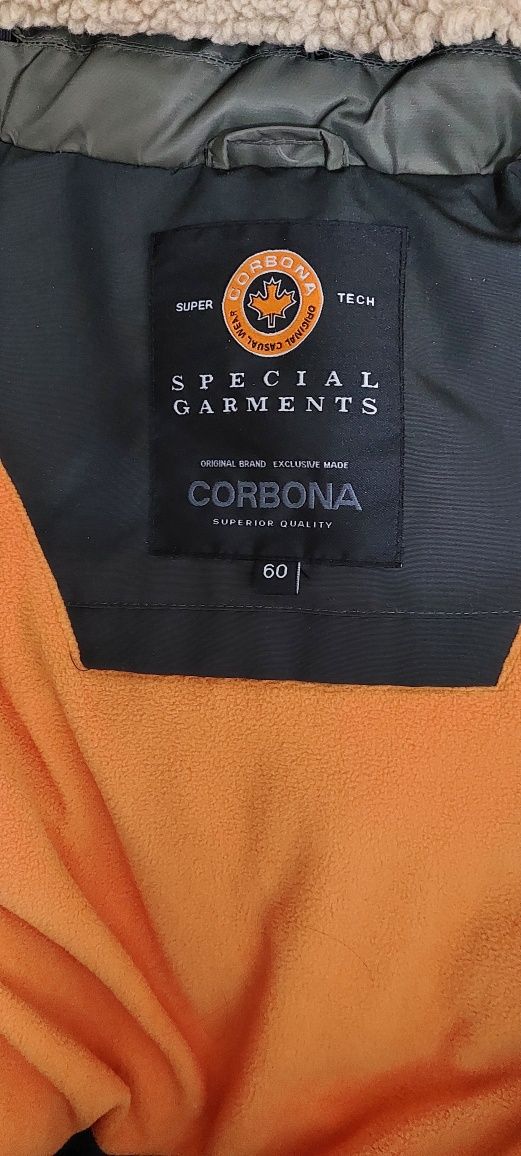 SUPER
CORBONA
ORIGINAL CASUAL WEAR
TECH
SPECIAL
GARMENTS
ORIGINAL BRAND EXCLUSIVE MADE
CORBONA
SUPERIOR QUALITY
60